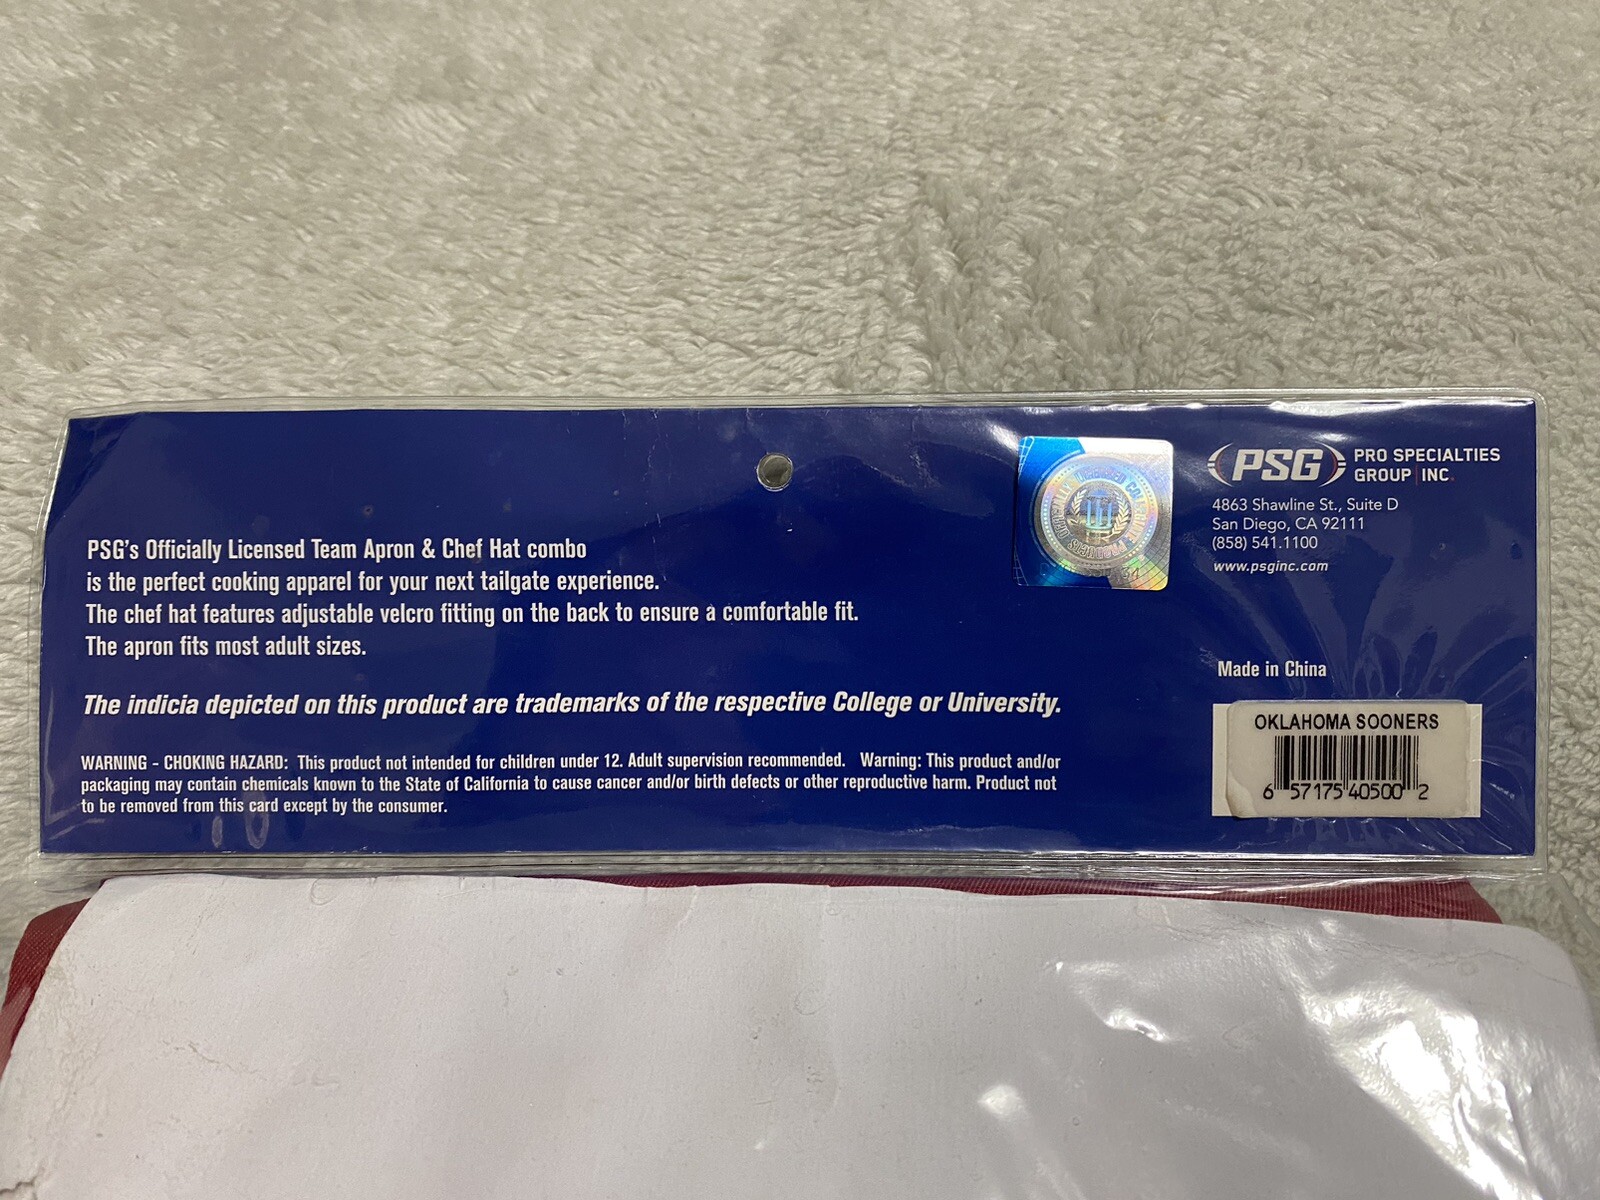 PSG's Officially Licensed Team Apron & Chef Hat combo
is the perfect cooking apparel for your next tailgate experience.
The chef hat features adjustable velcro fitting on the back to ensure a comfortable fit.
The apron fits most adult sizes.
The indicia depicted on this product are trademarks of the respective College or University.
WARNING - CHOKING HAZARD: This product not intended for children under 12. Adult supervision recommended. Warning: This product and/or
packaging may contain chemicals known to the State of California to cause cancer and/or birth defects or other reproductive harm. Product not
to be removed from this card except by the consumer.
PSG PRO SPECIALTIES
GROUP INC.
4863 Shawline St., Suite D
San Diego, CA 92111
(858) 541.1100
www.psginc.com
Made in China
OKLAHOMA SOONERS
6 57175 40500 2